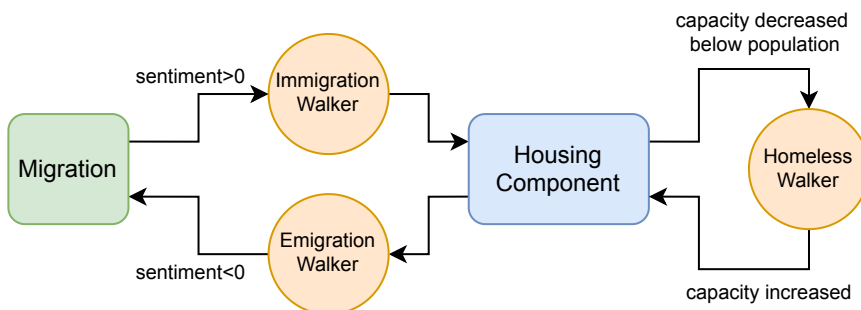 capacity decreased
below population
sentiment>0
Immigration
Walker
Migration
Housing
Component
Homeless
Walker
Emigration
Walker
sentiment<0
capacity increased